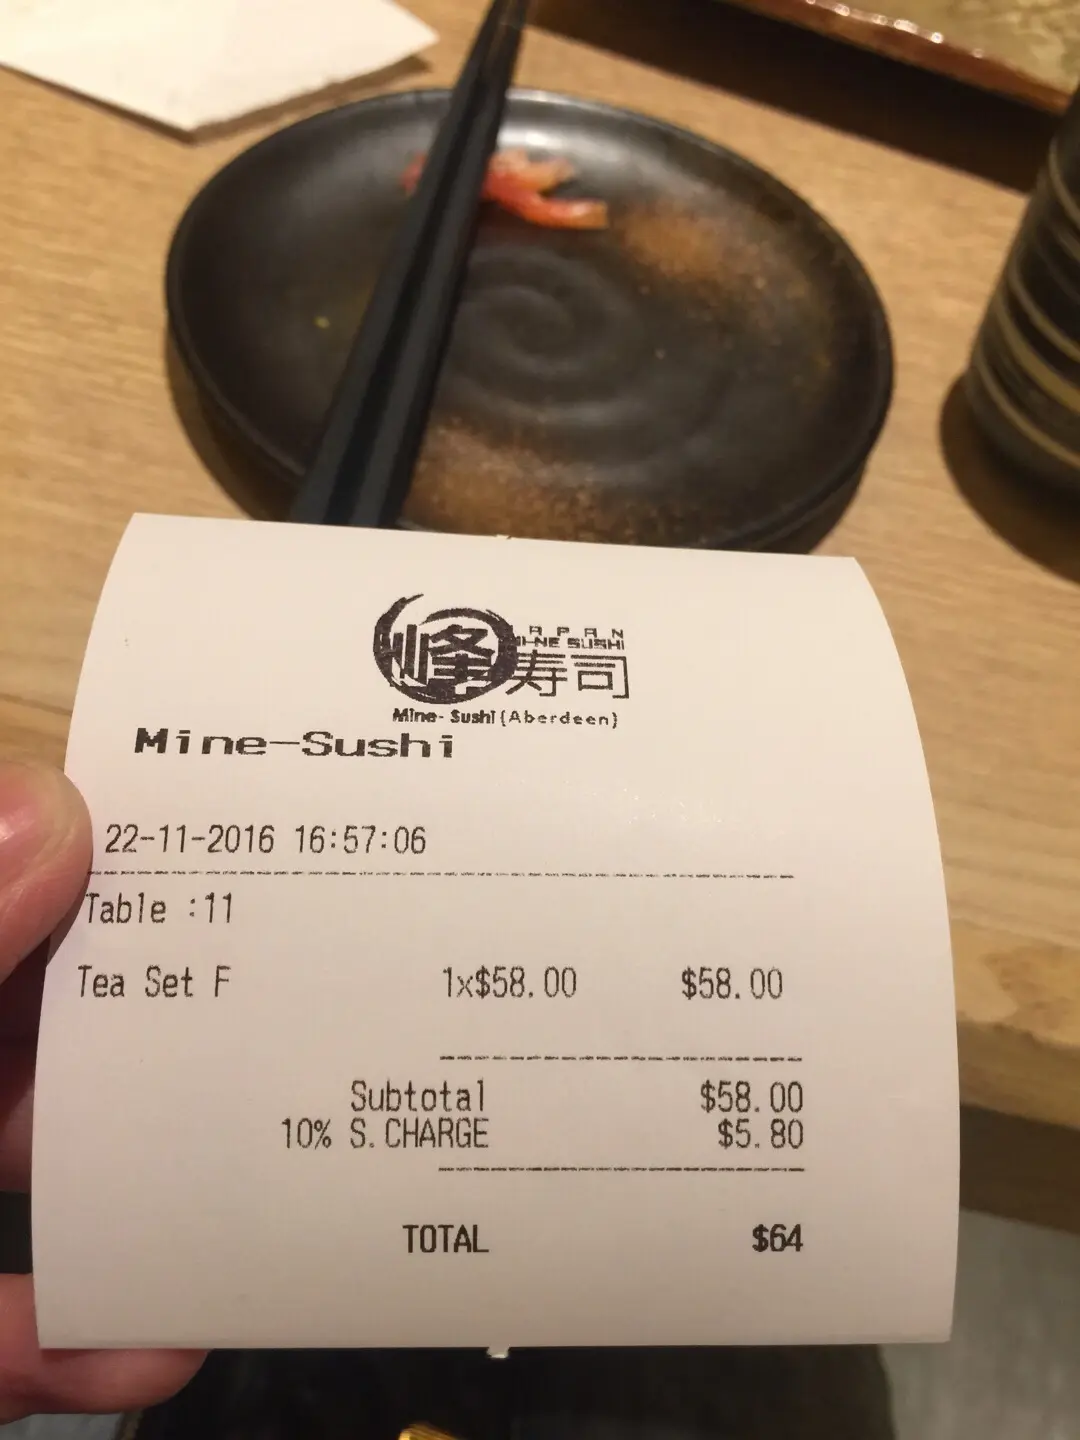 峰 JAPAN
MINE SUSHI
寿司
Mine- Sushi (Aberdeen)
Mine-Sushi
22-11-2016 16:57:06
Table :11
Tea Set F 1x$58.00 $58.00
Subtotal $58.00
10% S.CHARGE $5.80
TOTAL $64